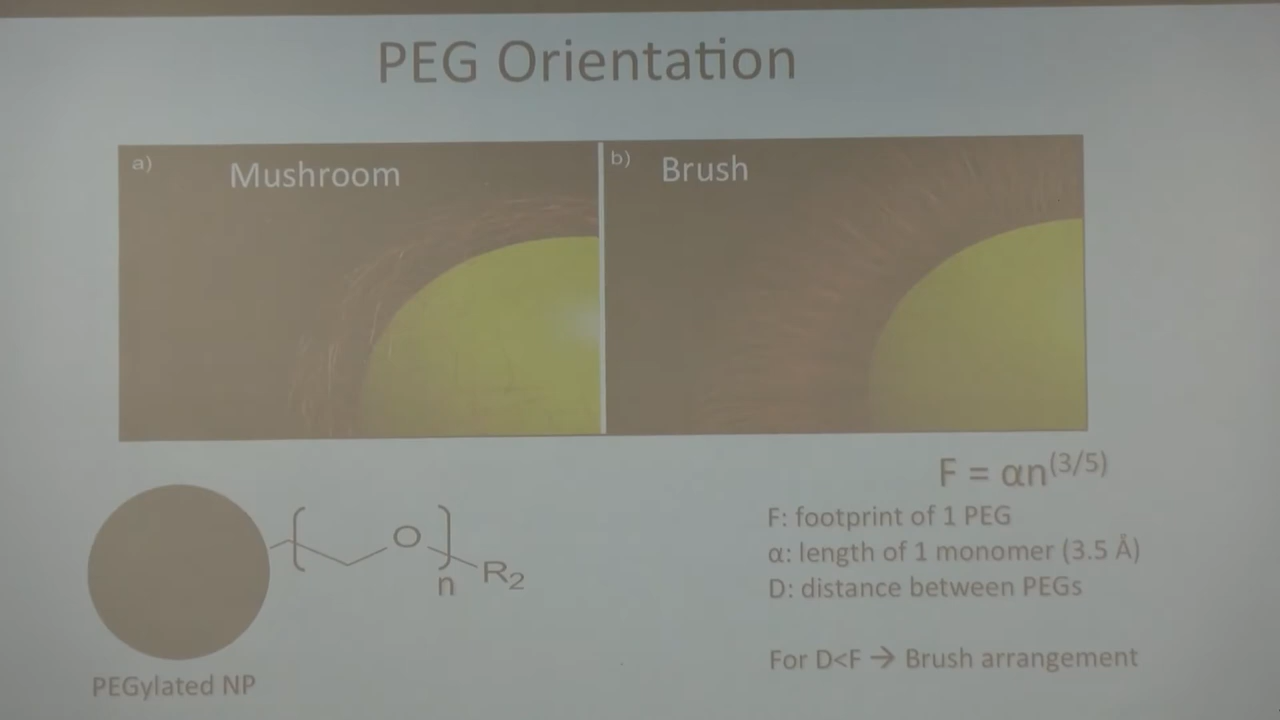 PEG Orientation
a)
Mushroom
b)
Brush
F = αn(3/5)
F: footprint of 1 PEG
α: length of 1 monomer (3.5 Å)
D: distance between PEGs
For D<F → Brush arrangement
O
n
R2
PEGylated NP